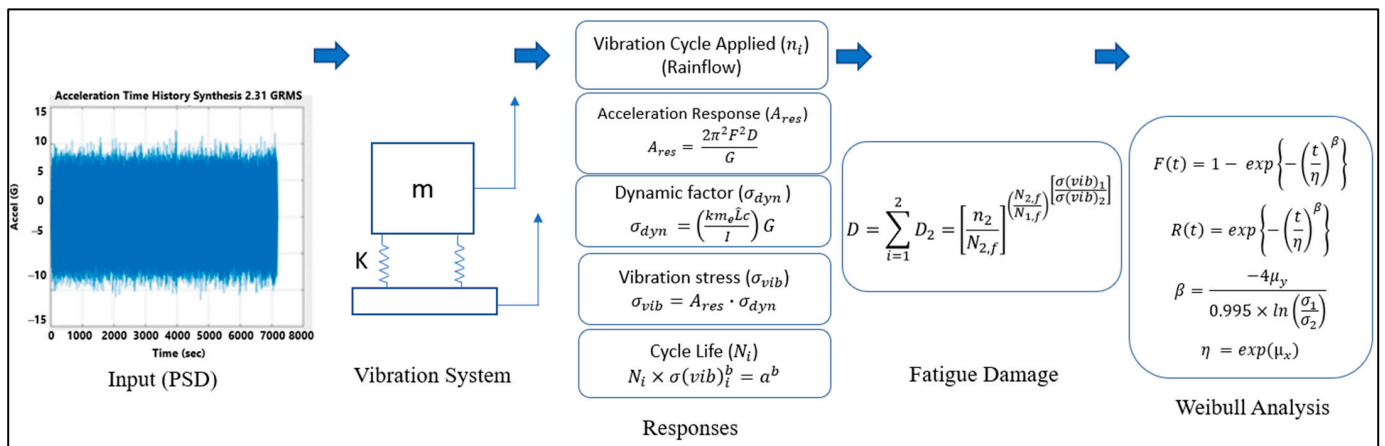 Acceleration Time History Synthesis 2.31 GRMS
15
10
5
0
−5
−10
−15
Accel (G)
0 1000 2000 3000 4000 5000 6000 7000 8000
Time (sec)
Input (PSD)
m
K
Vibration System
Vibration Cycle Applied (n_i)
(Rainflow)
Acceleration Response (A_res)
A_res = 2π²F²D / G
Dynamic factor (σ_dyn)
σ_dyn = (k m_e L̂c / I) G
Vibration stress (σ_vib)
σ_vib = A_res · σ_dyn
Cycle Life (N_i)
N_i × σ(vib)_i^b = a^b
Responses
D = ∑_{i=1}^{2} D_2 = [n_2 / N_{2,f}]^{(N_{2,f} / N_{1,f})^{[σ(vib)_1 / σ(vib)_2]}}
Fatigue Damage
F(t) = 1 − exp{−(t/η)^β}
R(t) = exp{−(t/η)^β}
β = −4μ_y / (0.995 × ln(σ_1/σ_2))
η = exp(μ_x)
Weibull Analysis